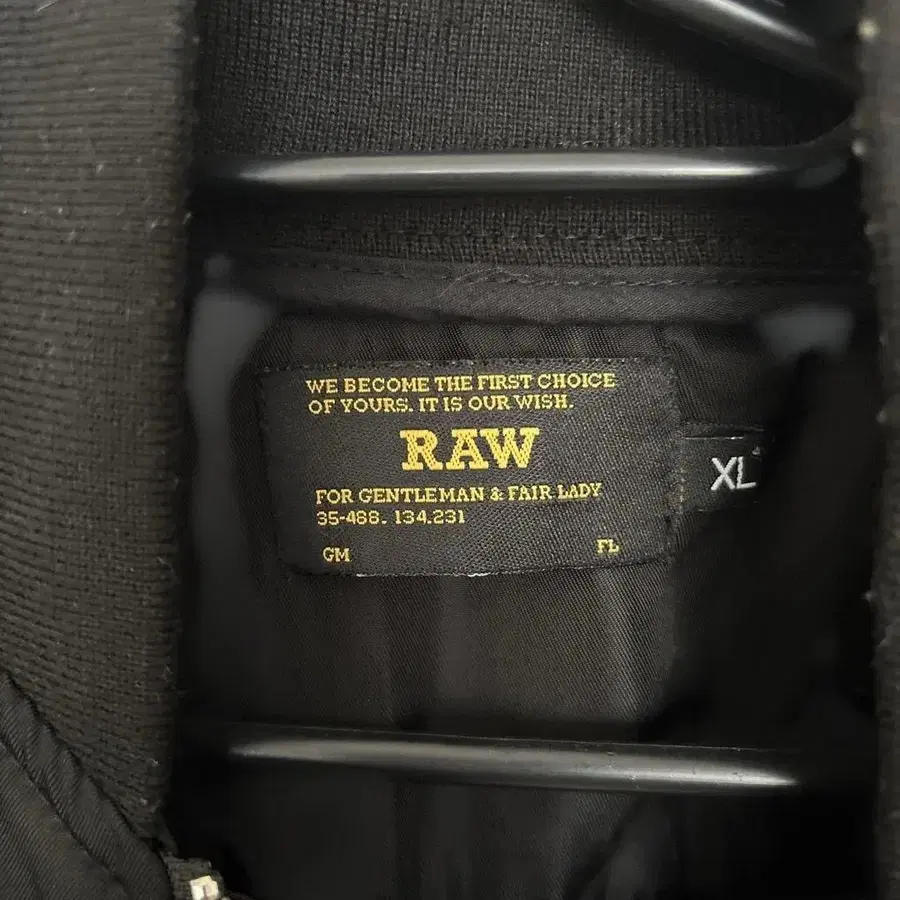 WE BECOME THE FIRST CHOICE
OF YOURS. IT IS OUR WISH.
RAW
FOR GENTLEMAN & FAIR LADY
35-488. 134.231
GM FL
XL